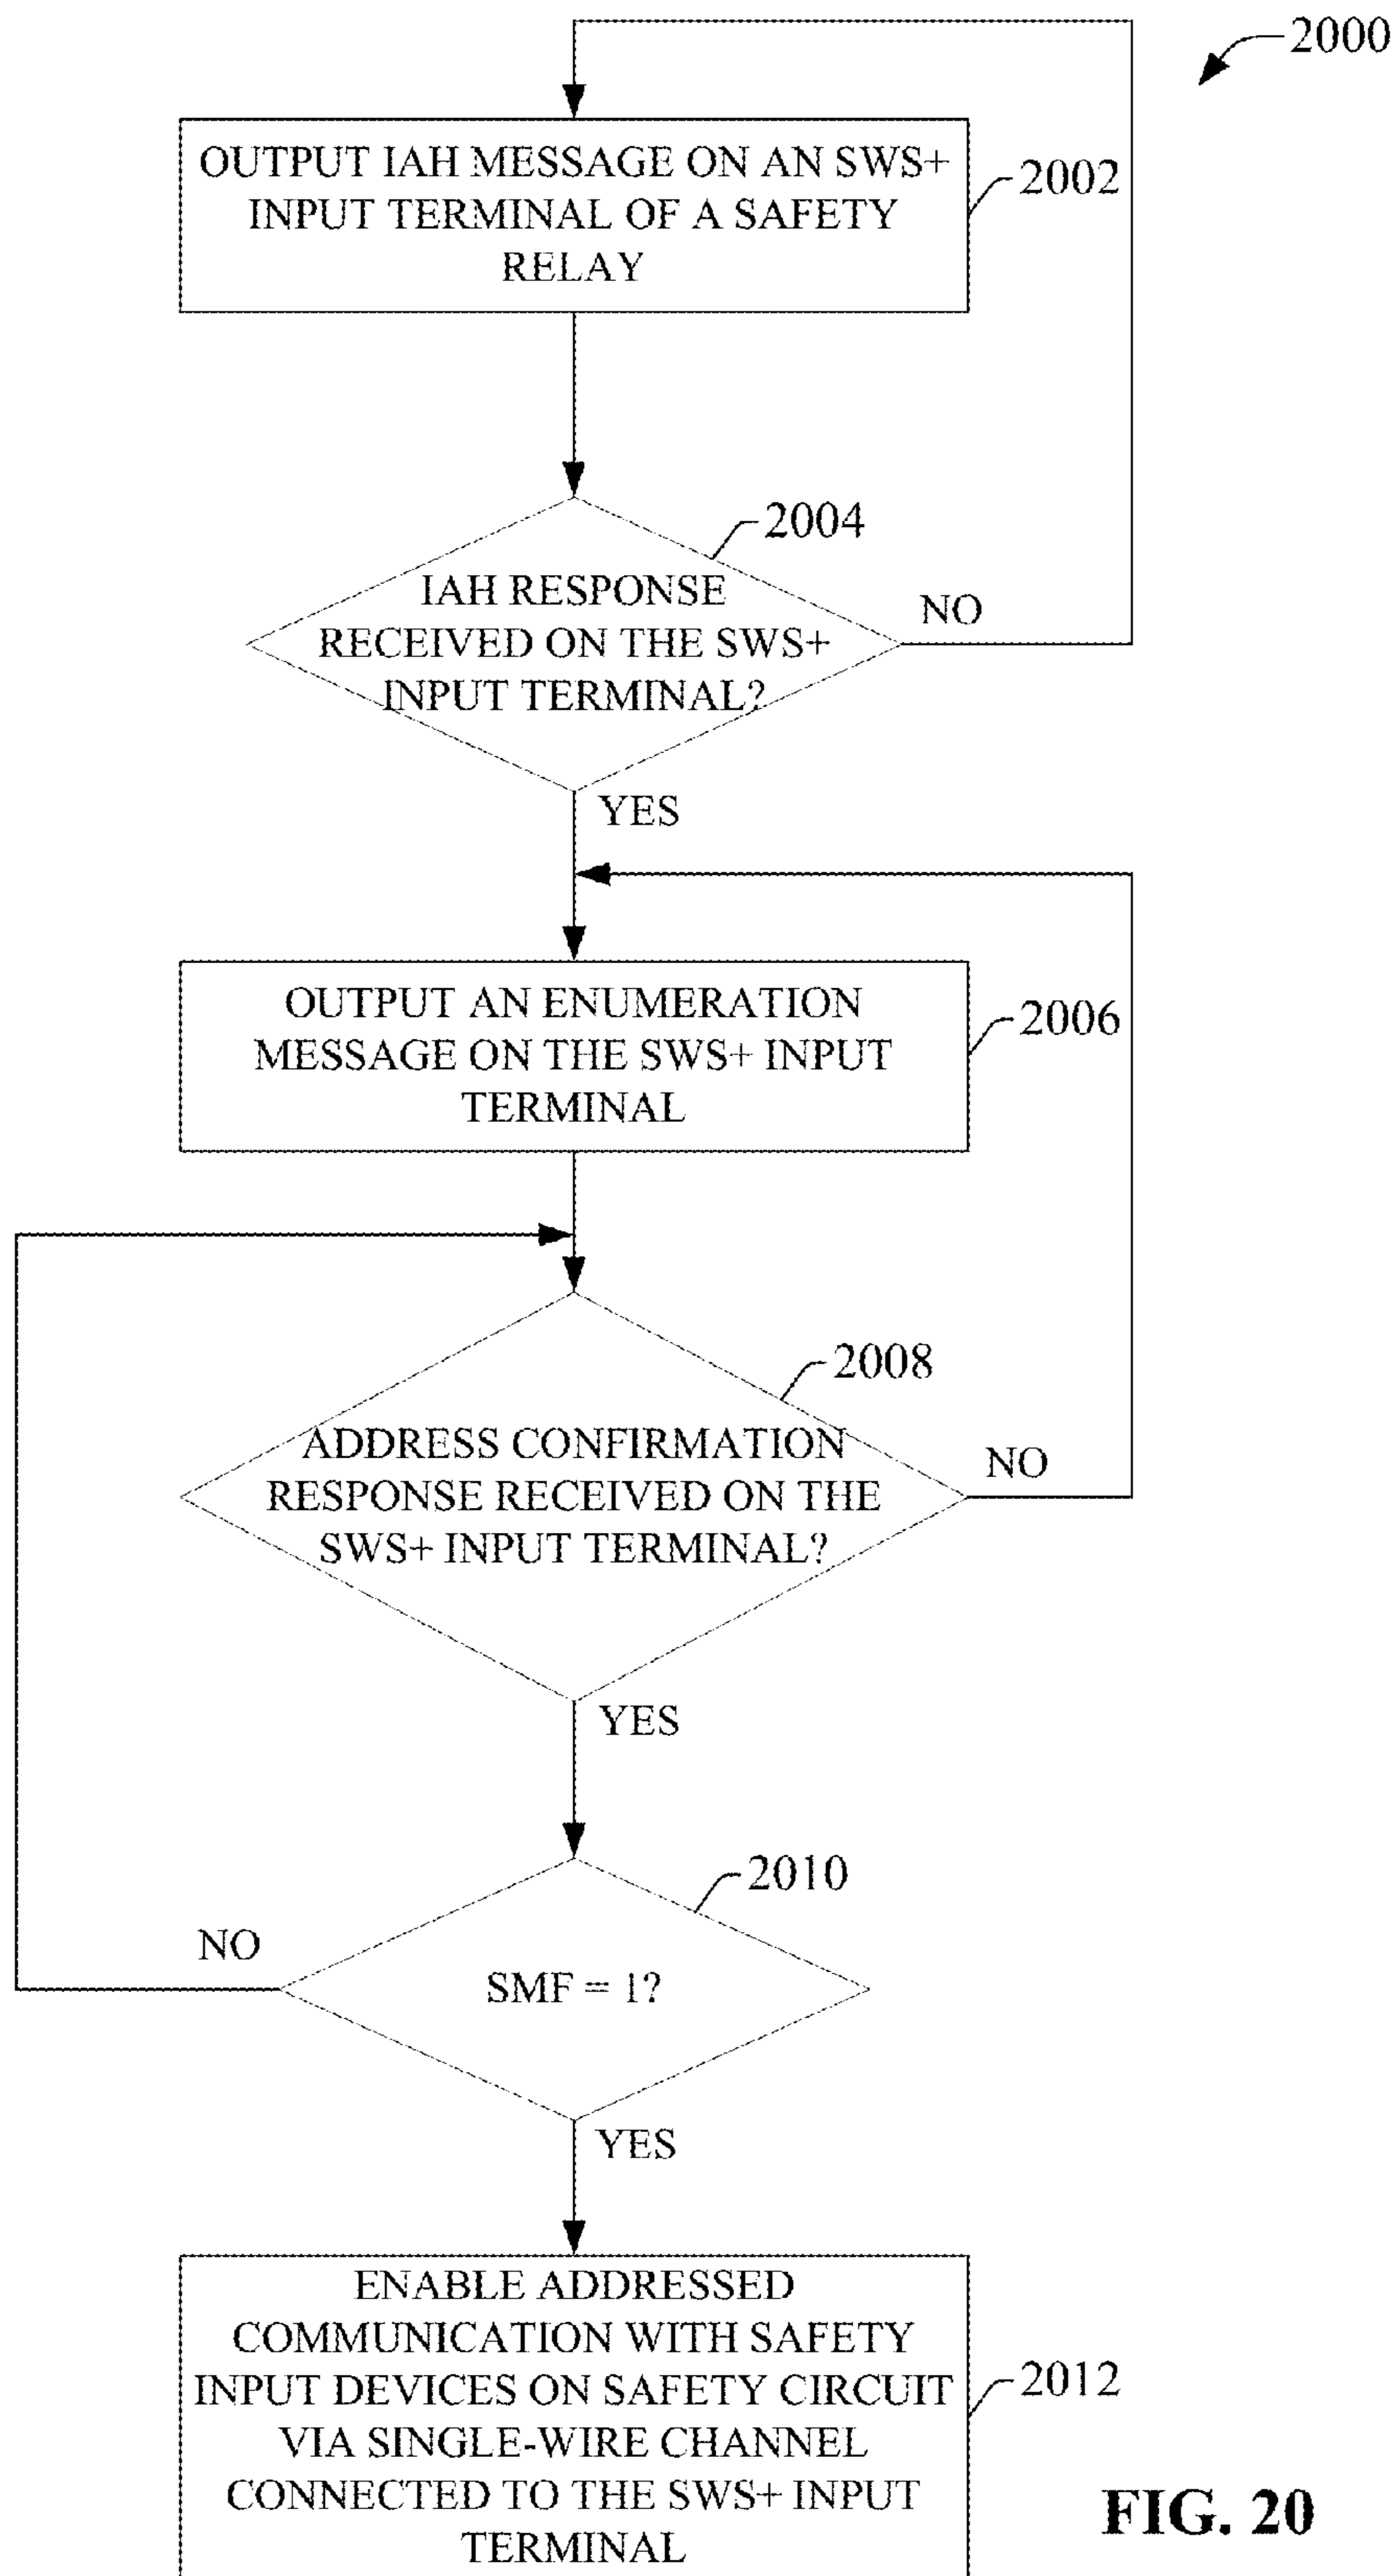 2000
OUTPUT IAH MESSAGE ON AN SWS+
INPUT TERMINAL OF A SAFETY
RELAY
2002
2004
IAH RESPONSE
RECEIVED ON THE SWS+
INPUT TERMINAL?
NO
YES
OUTPUT AN ENUMERATION
MESSAGE ON THE SWS+ INPUT
TERMINAL
2006
2008
ADDRESS CONFIRMATION
RESPONSE RECEIVED ON THE
SWS+ INPUT TERMINAL?
NO
YES
2010
NO
SMF = 1?
YES
ENABLE ADDRESSED
COMMUNICATION WITH SAFETY
INPUT DEVICES ON SAFETY CIRCUIT
VIA SINGLE-WIRE CHANNEL
CONNECTED TO THE SWS+ INPUT
TERMINAL
2012
FIG. 20